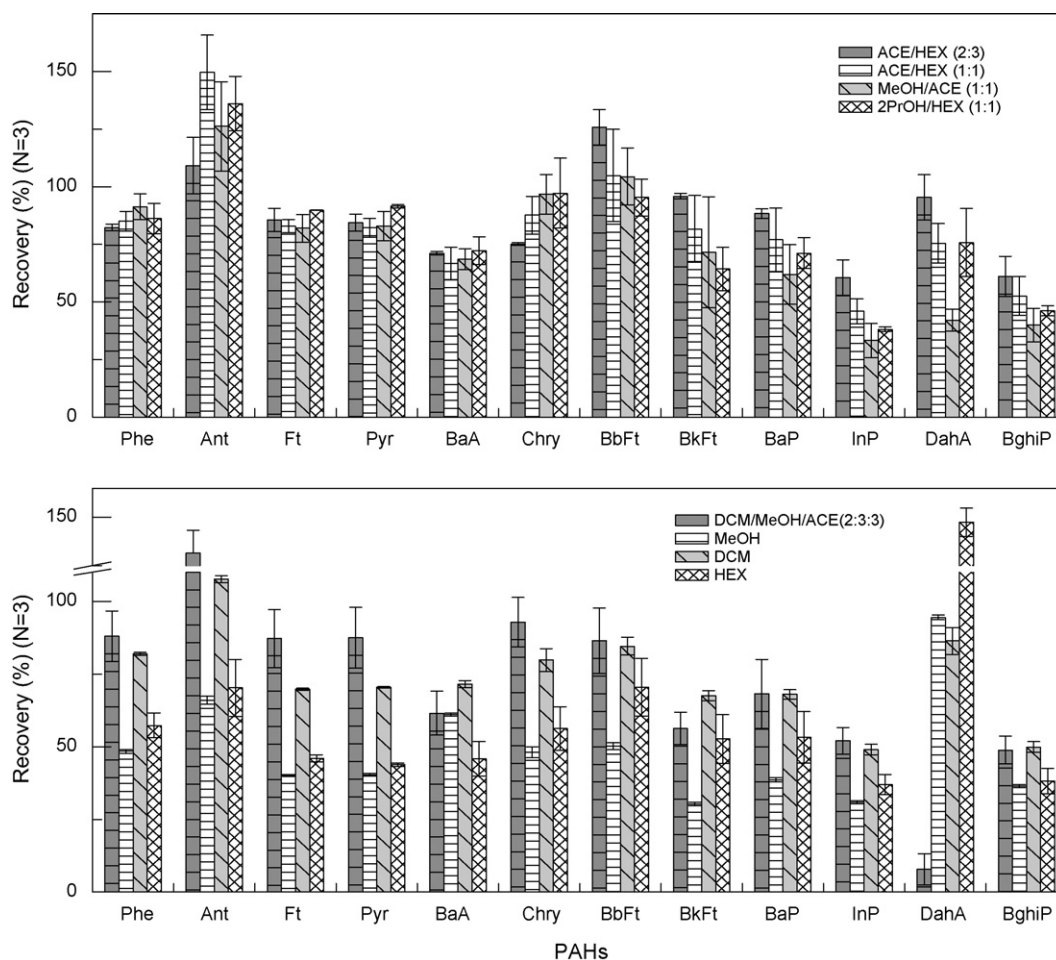 Recovery (%) (N=3)
150
100
50
0
ACE/HEX (2:3)
ACE/HEX (1:1)
MeOH/ACE (1:1)
2PrOH/HEX (1:1)
Phe Ant Ft Pyr BaA Chry BbFt BkFt BaP InP DahA BghiP
Recovery (%) (N=3)
150
100
50
0
DCM/MeOH/ACE(2:3:3)
MeOH
DCM
HEX
Phe Ant Ft Pyr BaA Chry BbFt BkFt BaP InP DahA BghiP
PAHs